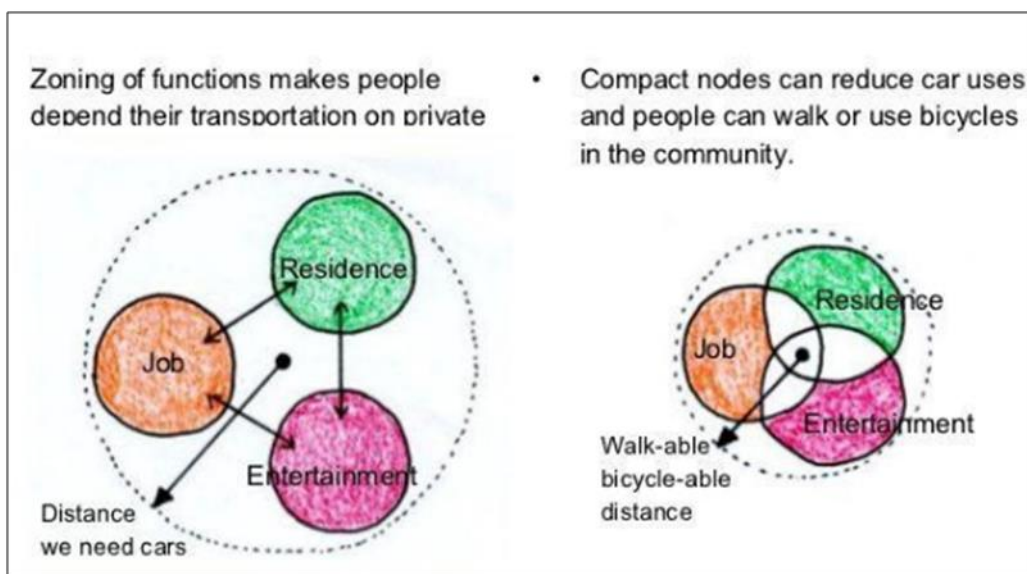 Zoning of functions makes people
depend their transportation on private
Residence
Job
Entertainment
Distance
we need cars
• Compact nodes can reduce car uses
and people can walk or use bicycles
in the community.
Residence
Job
Entertainment
Walk-able
bicycle-able
distance